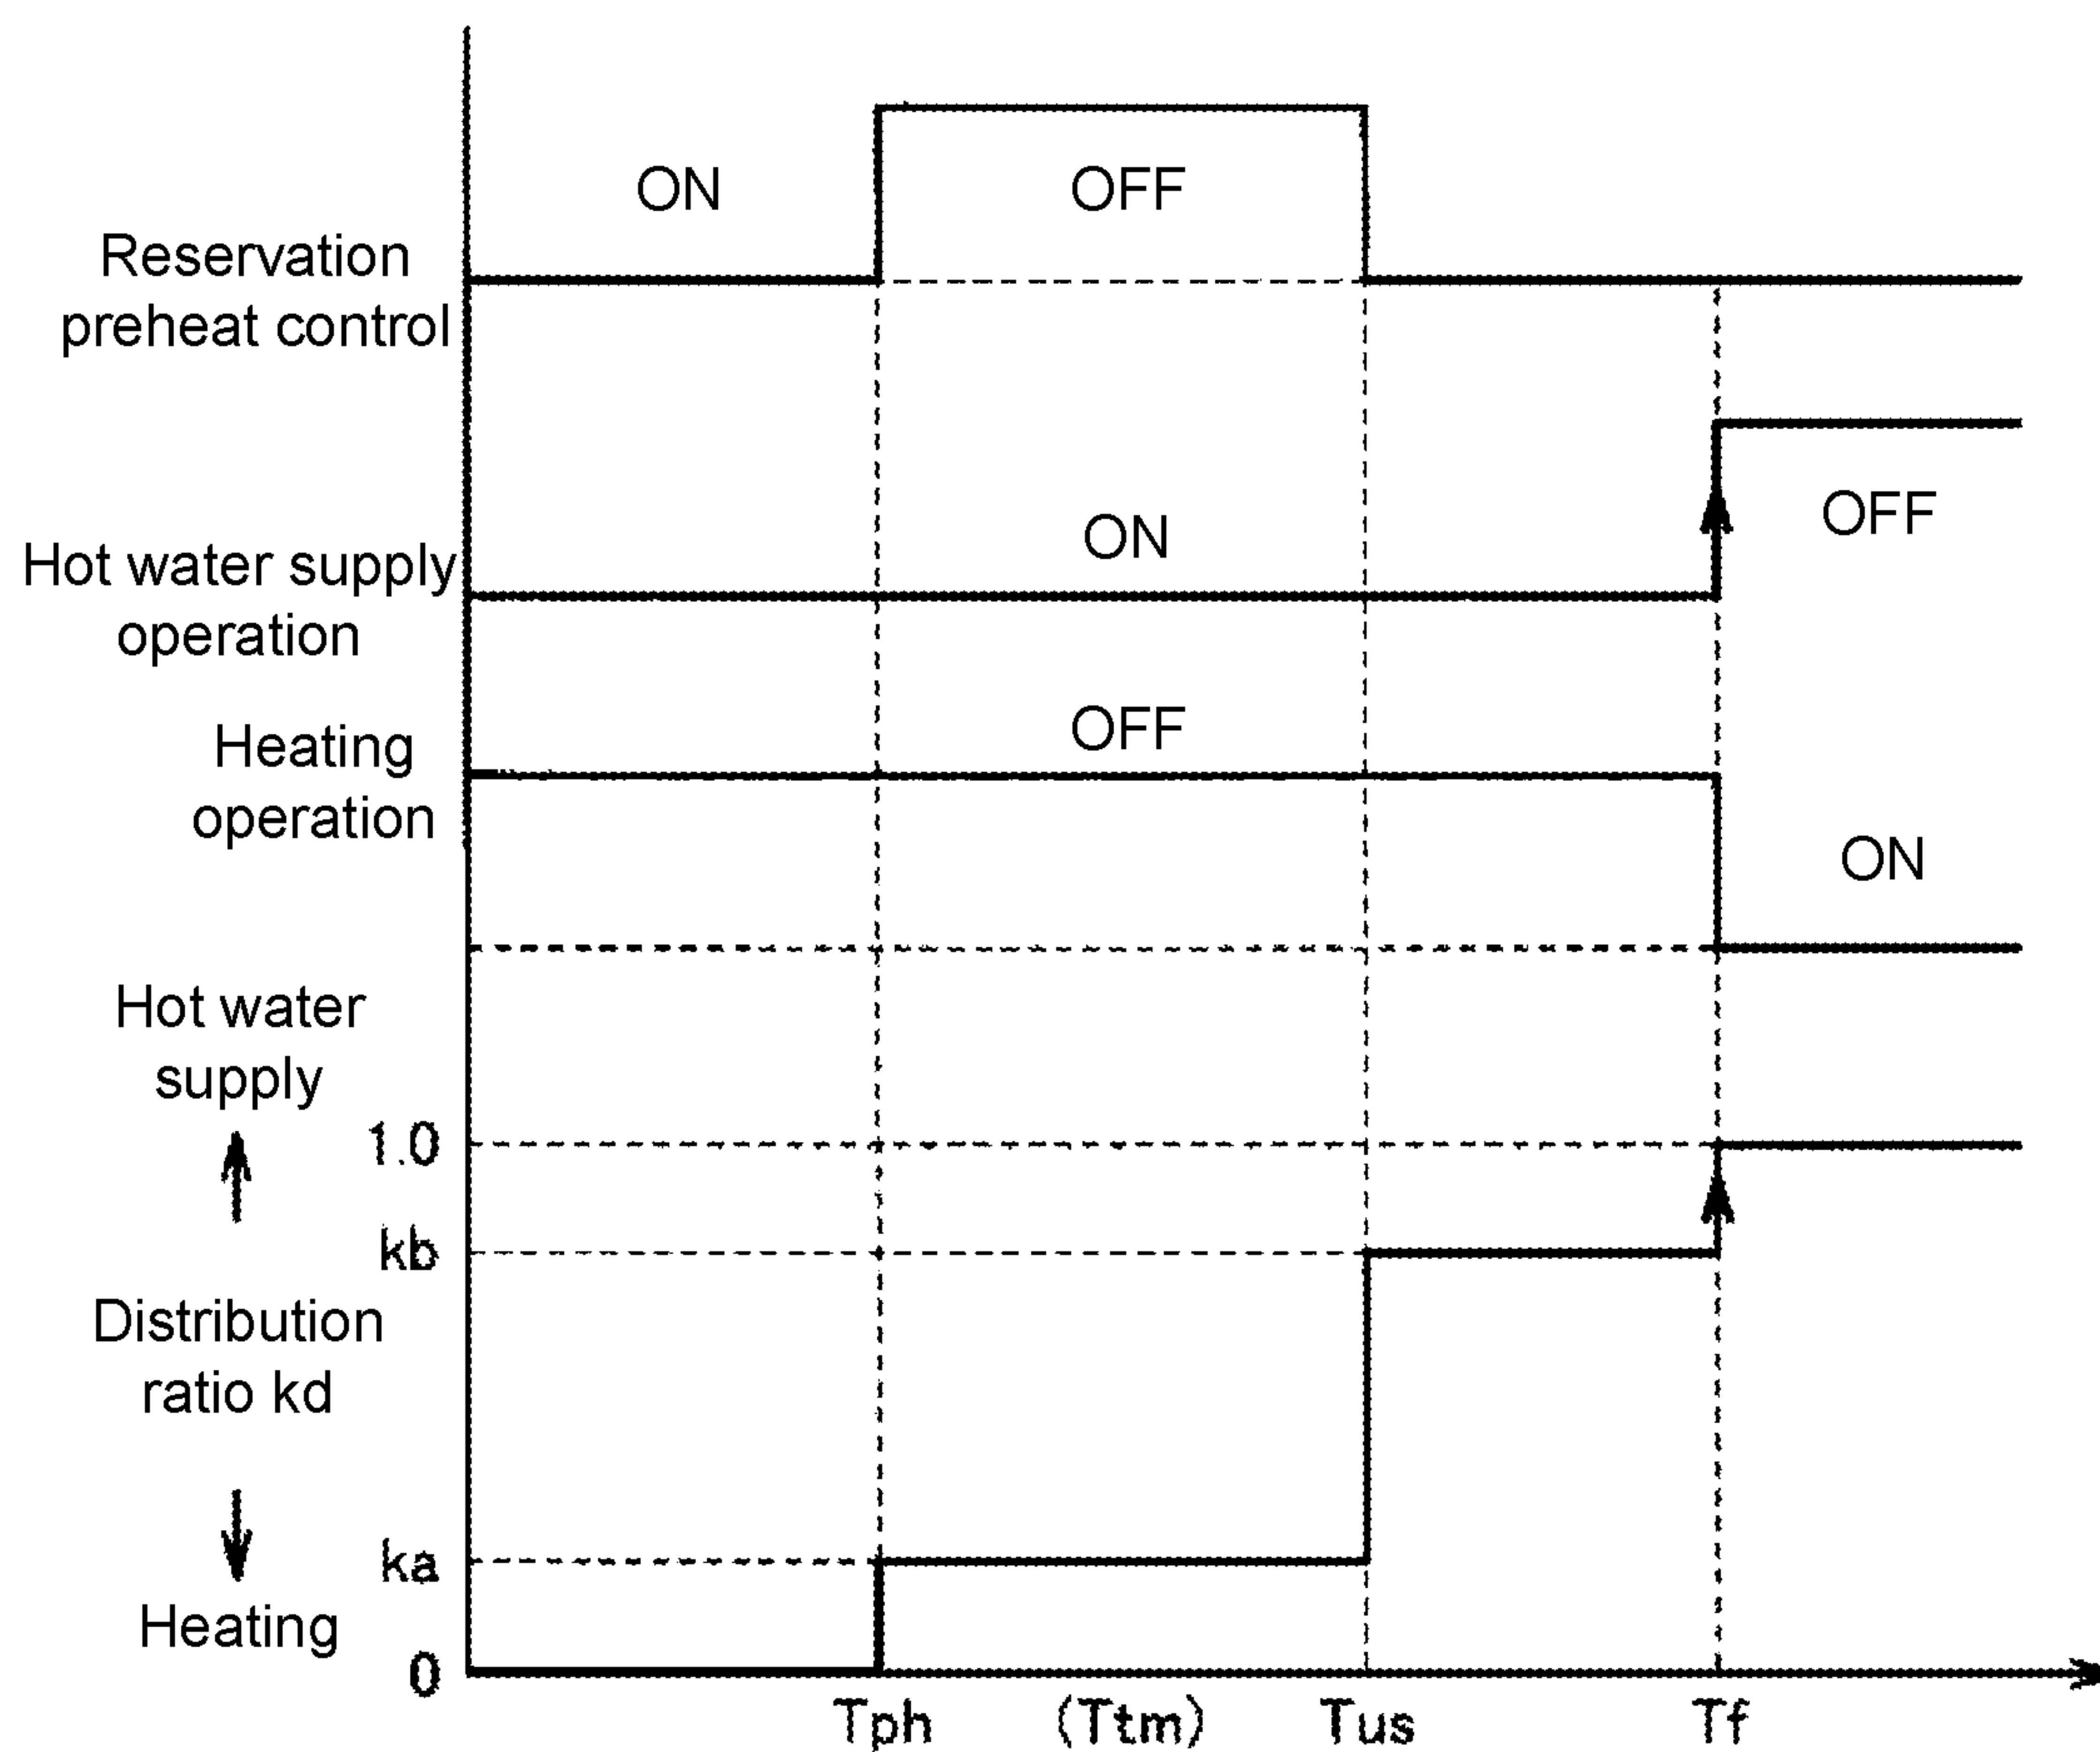 ON
OFF
Reservation
preheat control
Hot water supply
operation
ON
OFF
Heating
operation
OFF
ON
Hot water
supply
1.0
kb
Distribution
ratio kd
ka
Heating
0
Tph
(Ttm)
Tus
Tf